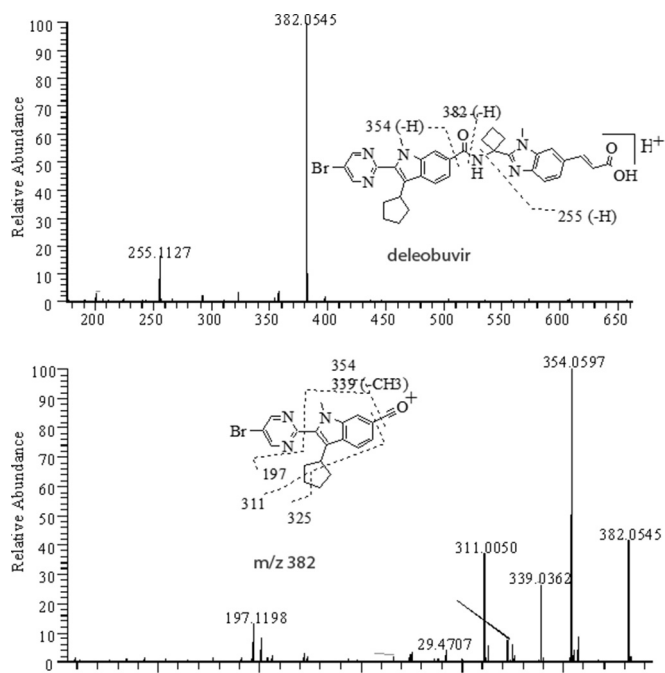 382.0545
100
90
80
70
60
50
40
30
20
10
0
Relative Abundance
354 (-H)
382 (-H)
H+
O
N
N
N
Br
N
N
H
N
O
OH
255 (-H)
255.1127
deleobuvir
200 250 300 350 400 450 500 550 600 650
354
339 (-CH3)
354.0597
100
90
80
70
60
50
40
30
20
10
0
Relative Abundance
N
N
O
+
Br
N
197
311
325
m/z 382
311.0050
382.0545
339.0362
197.1198
29.4707